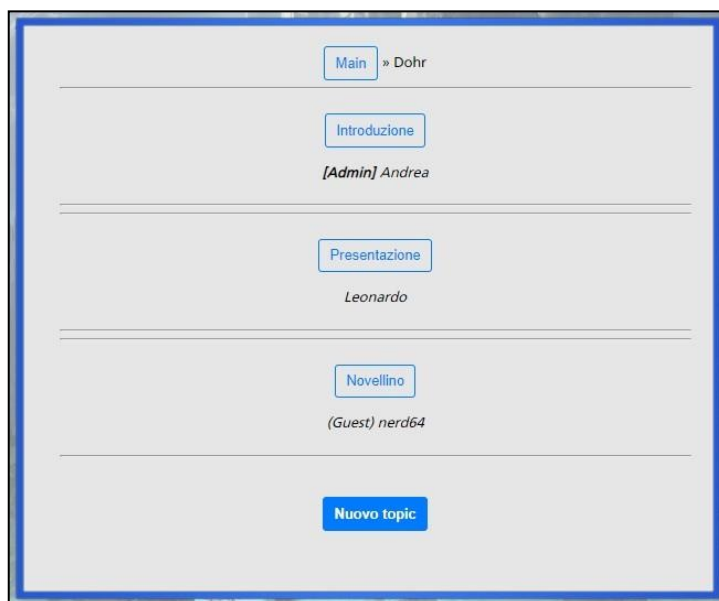 Main » Dohr
Introduzione
[Admin] Andrea
Presentazione
Leonardo
Novellino
(Guest) nerd64
Nuovo topic